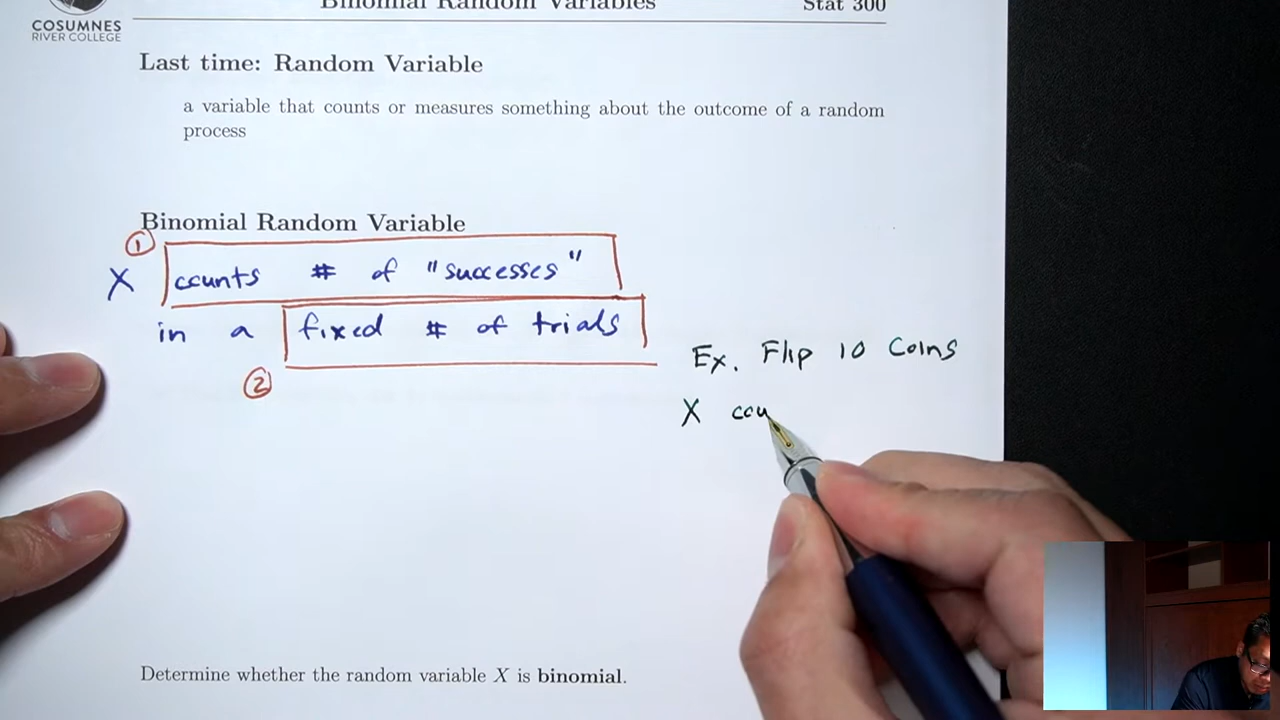 COSUMNES
RIVER COLLEGE
Binomial Random Variables Stat 300
Last time: Random Variable
a variable that counts or measures something about the outcome of a random
process
Binomial Random Variable
①
X counts # of "successes"
in a fixed # of trials
②
Ex. Flip 10 Coins
X cou
Determine whether the random variable X is binomial.